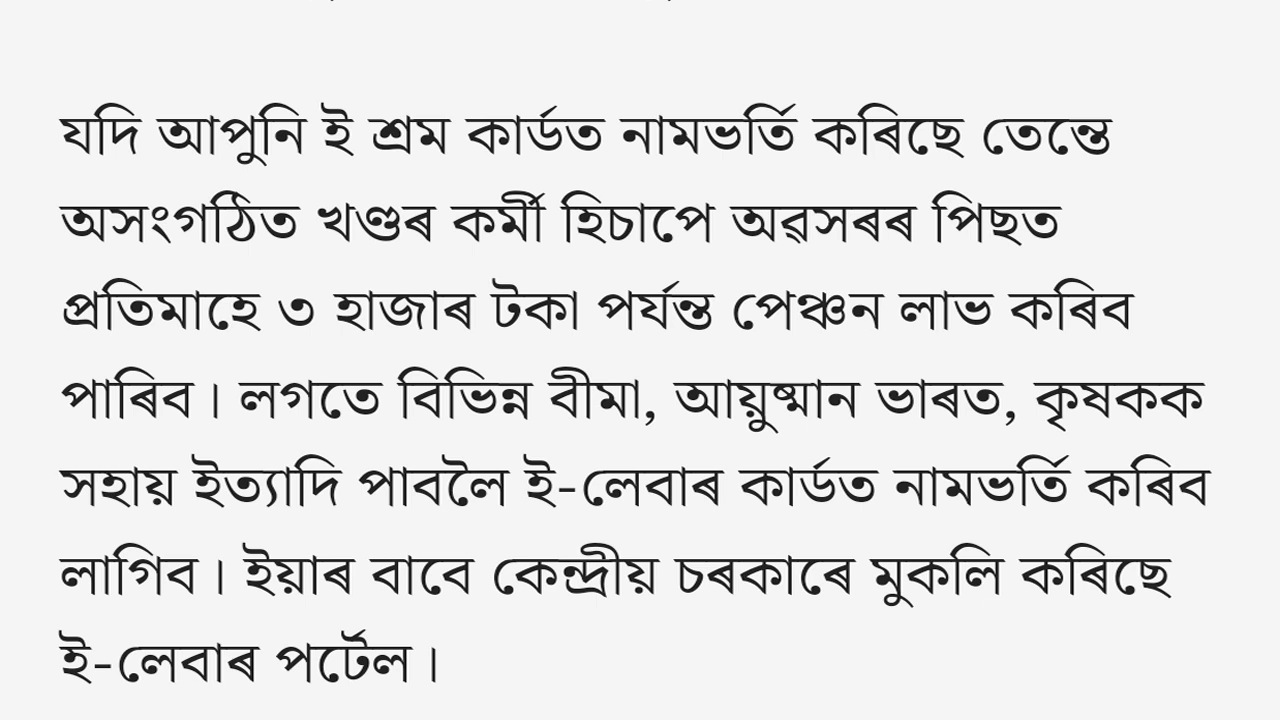 যদি আপুনি ই শ্ৰম কাৰ্ডত নামভৰ্তি কৰিছে তেন্তে
অসংগঠিত খণ্ডৰ কৰ্মী হিচাপে অৱসৰৰ পিছত
প্ৰতিমাহে ৩ হাজাৰ টকা পৰ্যন্ত পেঞ্চন লাভ কৰিব
পাৰিব। লগতে বিভিন্ন বীমা, আয়ুষ্মান ভাৰত, কৃষকক
সহায় ইত্যাদি পাবলৈ ই-লেবাৰ কাৰ্ডত নামভৰ্তি কৰিব
লাগিব। ইয়াৰ বাবে কেন্দ্ৰীয় চৰকাৰে মুকলি কৰিছে
ই-লেবাৰ পৰ্টেল।